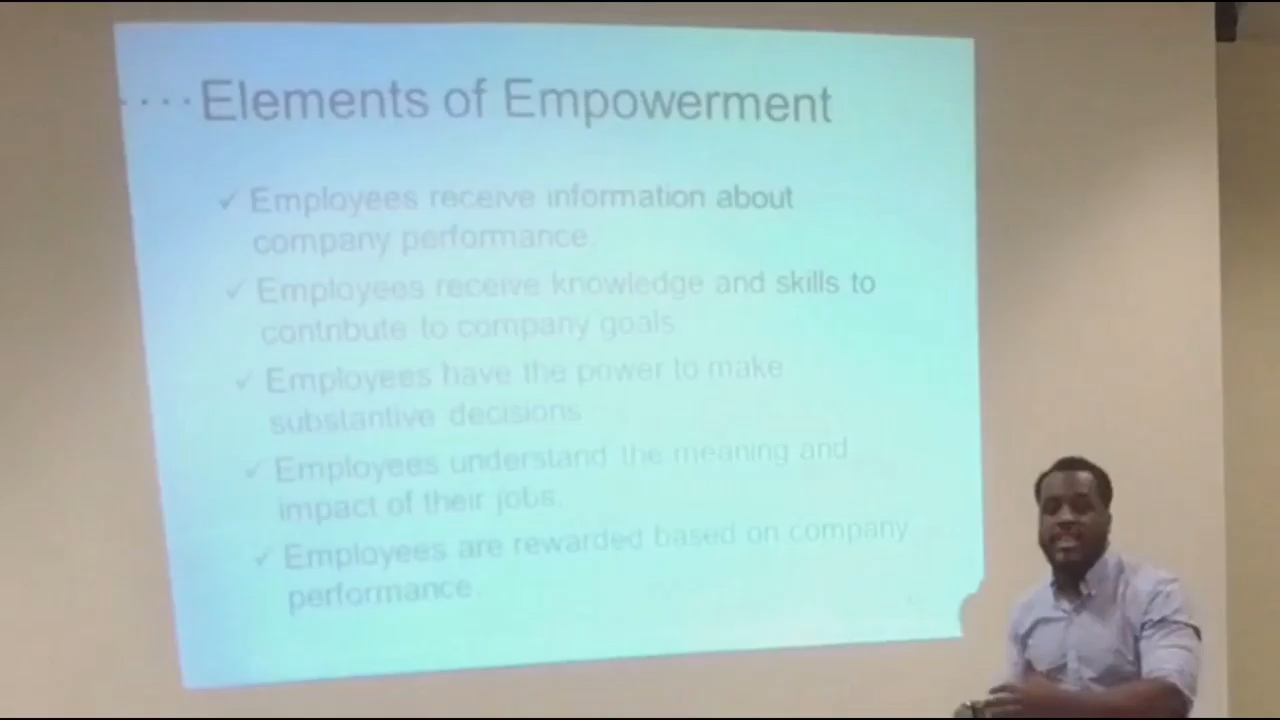 ....Elements of Empowerment
✓ Employees receive information about
company performance.
✓ Employees receive knowledge and skills to
contribute to company goals.
✓ Employees have the power to make
substantive decisions
✓ Employees understand the meaning and
impact of their jobs.
✓ Employees are rewarded based on company
performance.